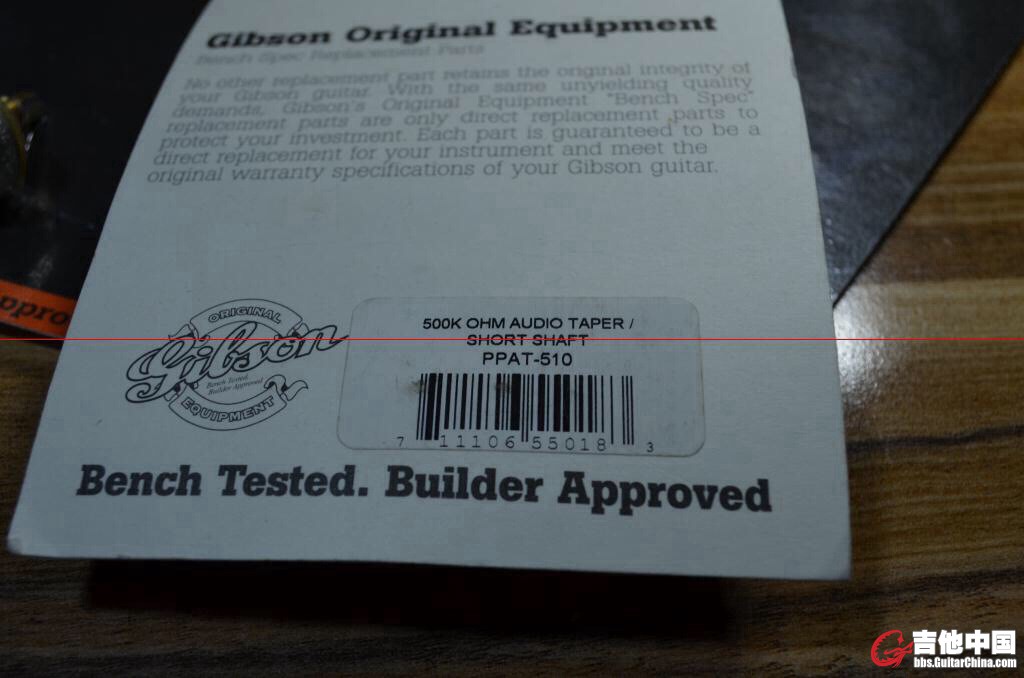 Gibson Original Equipment
Bench Spec Replacement Parts
No other replacement part retains the original integrity of
your Gibson guitar. With the same unyielding quality
demands, Gibson's Original Equipment "Bench Spec"
replacement parts are only direct replacement parts to
protect your investment. Each part is guaranteed to be a
direct replacement for your instrument and meet the
original warranty specifications of your Gibson guitar.
ppro
ORIGINAL
Gibson
Bench Tested.
Builder Approved
EQUIPMENT
500K OHM AUDIO TAPER /
SHORT SHAFT
PPAT-510
7 11106 55018 3
Bench Tested. Builder Approved
吉他中国
bbs.GuitarChina.com